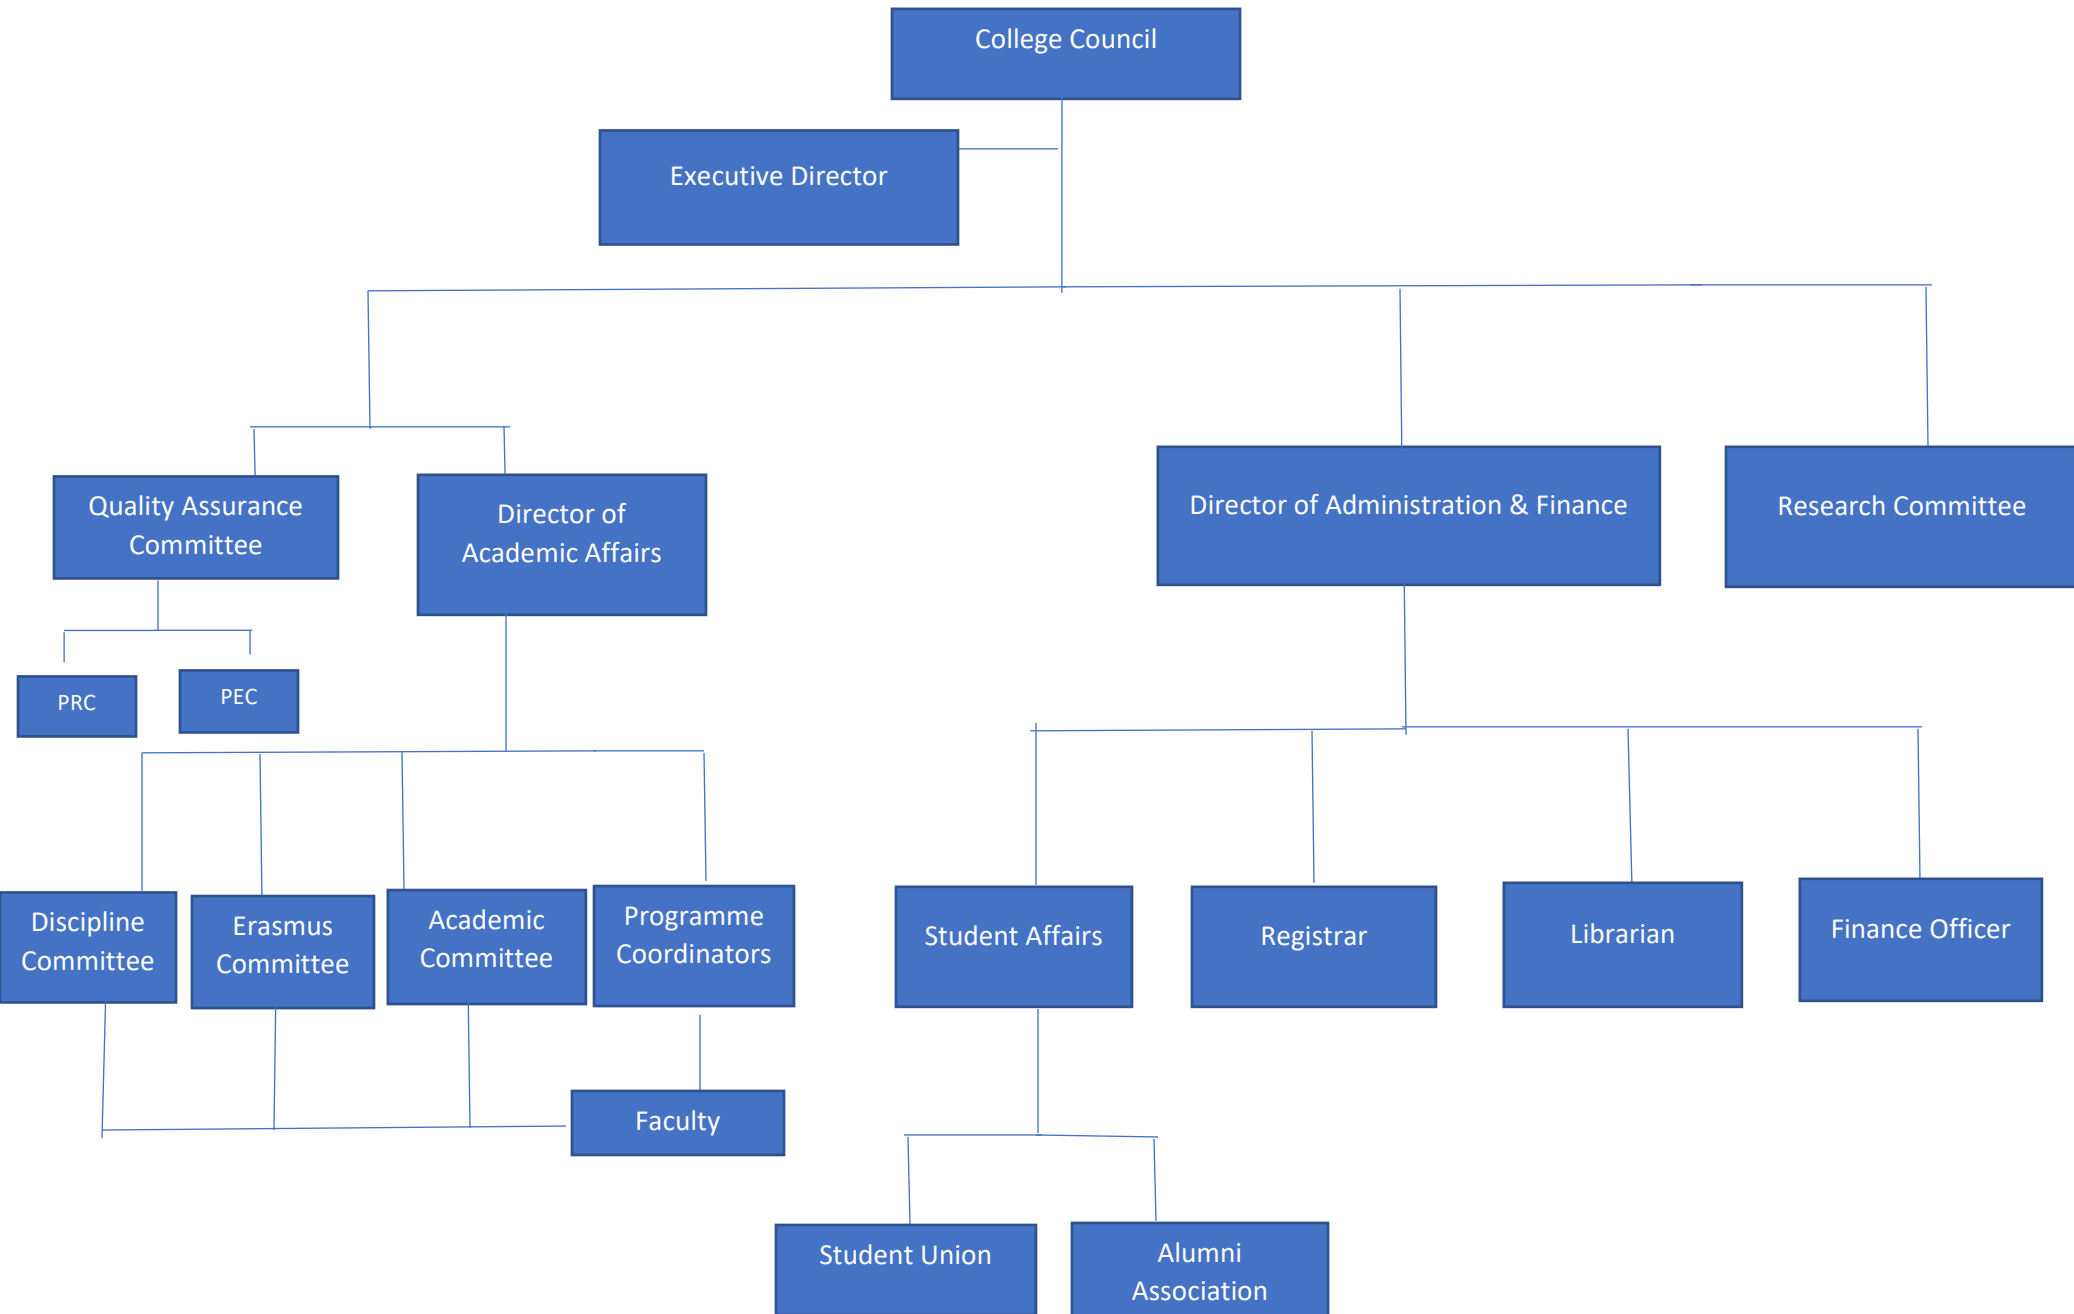 College Council
Executive Director
Quality Assurance
Committee
Director of
Academic Affairs
Director of Administration & Finance
Research Committee
PRC
PEC
Discipline
Committee
Erasmus
Committee
Academic
Committee
Programme
Coordinators
Student Affairs
Registrar
Librarian
Finance Officer
Faculty
Student Union
Alumni
Association